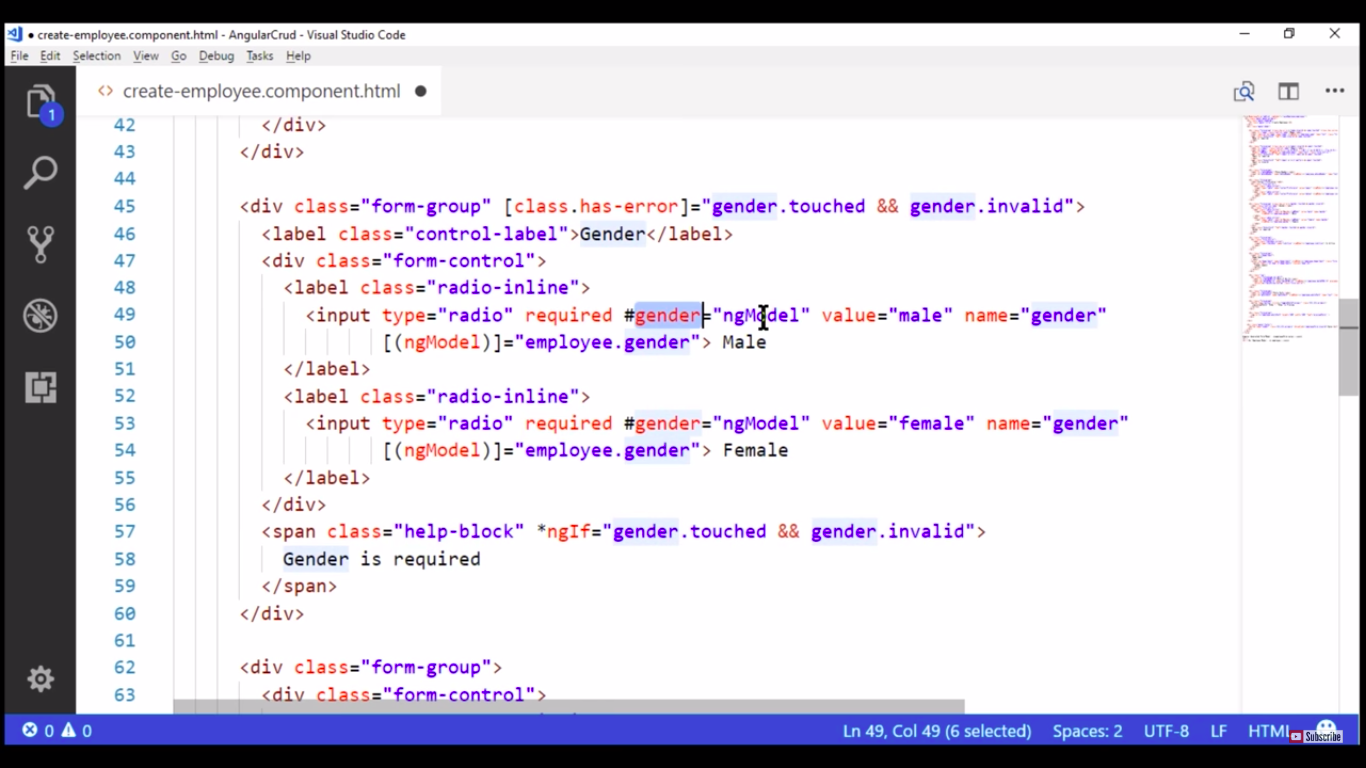 create-employee.component.html - AngularCrud - Visual Studio Code
File Edit Selection View Go Debug Tasks Help
<> create-employee.component.html
1
42 </div>
43 </div>
44
45 <div class="form-group" [class.has-error]="gender.touched && gender.invalid">
46 <label class="control-label">Gender</label>
47 <div class="form-control">
48 <label class="radio-inline">
49 <input type="radio" required #gender="ngModel" value="male" name="gender"
50 [(ngModel)]="employee.gender"> Male
51 </label>
52 <label class="radio-inline">
53 <input type="radio" required #gender="ngModel" value="female" name="gender"
54 [(ngModel)]="employee.gender"> Female
55 </label>
56 </div>
57 <span class="help-block" *ngIf="gender.touched && gender.invalid">
58 Gender is required
59 </span>
60 </div>
61
62 <div class="form-group">
63 <div class="form-control">
0 0 Ln 49, Col 49 (6 selected) Spaces: 2 UTF-8 LF HTML
Subscribe